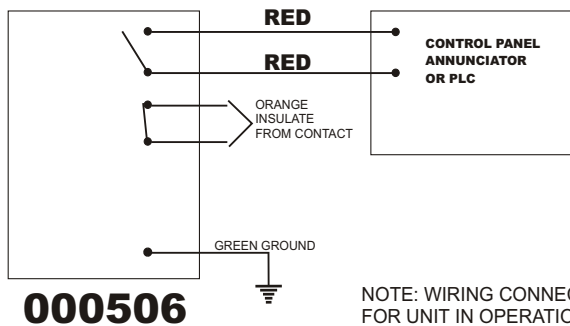 RED
RED
CONTROL PANEL
ANNUNCIATOR
OR PLC
ORANGE
INSULATE
FROM CONTACT
GREEN GROUND
000506
NOTE: WIRING
FOR UNIT IN